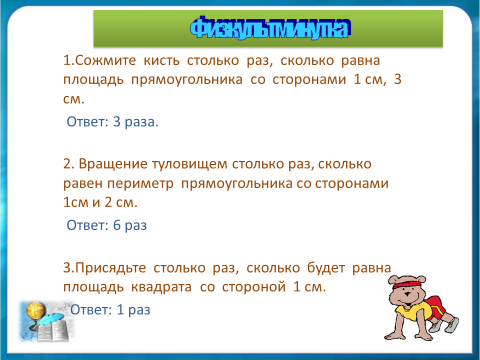 Физкультминутка
1.Сожмите кисть столько раз, сколько равна
площадь прямоугольника со сторонами 1 см, 3
см.
Ответ: 3 раза.
2. Вращение туловищем столько раз, сколько
равен периметр прямоугольника со сторонами
1см и 2 см.
Ответ: 6 раз
3.Присядьте столько раз, сколько будет равна
площадь квадрата со стороной 1 см.
Ответ: 1 раз